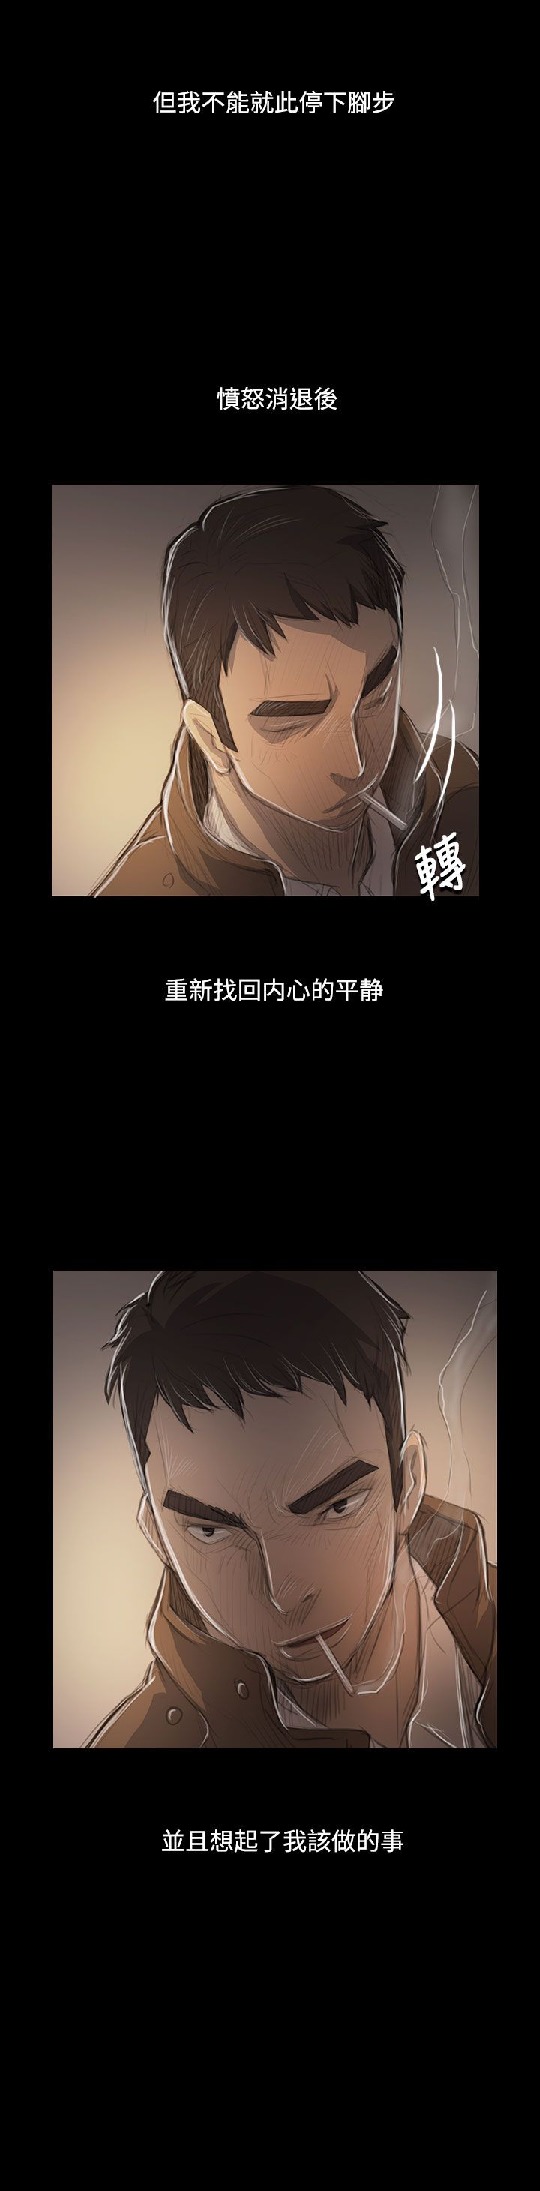 但我不能就此停下腳步
憤怒消退後
轉
重新找回内心的平静
並且想起了我該做的事